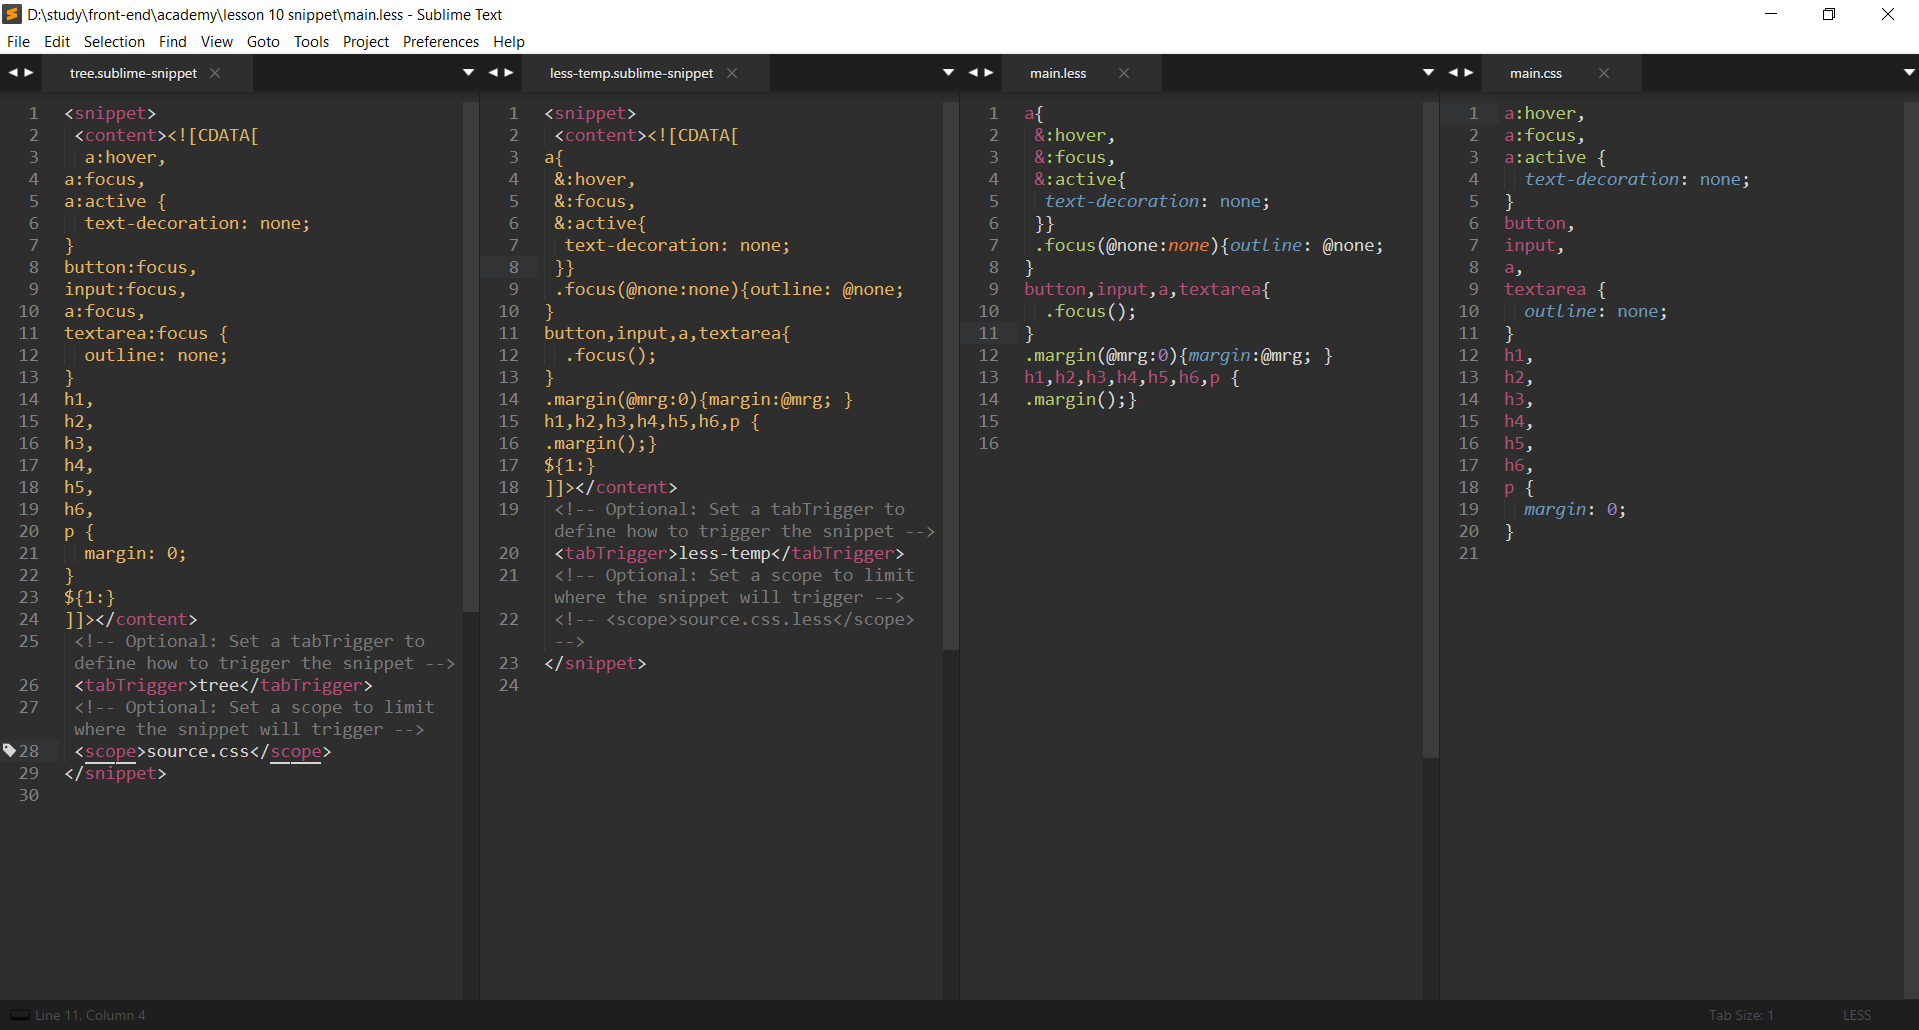 D:\study\front-end\academy\lesson 10 snippet\main.less - Sublime Text
File Edit Selection Find View Goto Tools Project Preferences Help
tree.sublime-snippet
1 <snippet>
2 <content><![CDATA[
3 a:hover,
4 a:focus,
5 a:active {
6 text-decoration: none;
7 }
8 button:focus,
9 input:focus,
10 a:focus,
11 textarea:focus {
12 outline: none;
13 }
14 h1,
15 h2,
16 h3,
17 h4,
18 h5,
19 h6,
20 p {
21 margin: 0;
22 }
23 ${1:}
24 ]]></content>
25 <!-- Optional: Set a tabTrigger to
define how to trigger the snippet -->
26 <tabTrigger>tree</tabTrigger>
27 <!-- Optional: Set a scope to limit
where the snippet will trigger -->
28 <scope>source.css</scope>
29 </snippet>
30
less-temp.sublime-snippet
1 <snippet>
2 <content><![CDATA[
3 a{
4 &:hover,
5 &:focus,
6 &:active{
7 text-decoration: none;
8 }}
9 .focus(@none:none){outline: @none;
10 }
11 button,input,a,textarea{
12 .focus();
13 }
14 .margin(@mrg:0){margin:@mrg; }
15 h1,h2,h3,h4,h5,h6,p {
16 .margin();}
17 ${1:}
18 ]]></content>
19 <!-- Optional: Set a tabTrigger to
define how to trigger the snippet -->
20 <tabTrigger>less-temp</tabTrigger>
21 <!-- Optional: Set a scope to limit
where the snippet will trigger -->
22 <!-- <scope>source.css.less</scope>
-->
23 </snippet>
24
main.less
1 a{
2 &:hover,
3 &:focus,
4 &:active{
5 text-decoration: none;
6 }}
7 .focus(@none:none){outline: @none;
8 }
9 button,input,a,textarea{
10 .focus();
11 }
12 .margin(@mrg:0){margin:@mrg; }
13 h1,h2,h3,h4,h5,h6,p {
14 .margin();}
15
16
main.css
1 a:hover,
2 a:focus,
3 a:active {
4 text-decoration: none;
5 }
6 button,
7 input,
8 a,
9 textarea {
10 outline: none;
11 }
12 h1,
13 h2,
14 h3,
15 h4,
16 h5,
17 h6,
18 p {
19 margin: 0;
20 }
21
Line 11, Column 4
Tab Size: 1
LESS